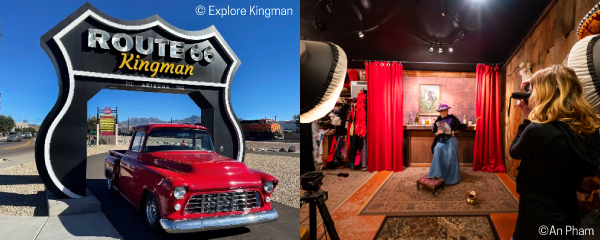 © Explore Kingman
ROUTE 66
Kingman
ARIZONA
©An Pham